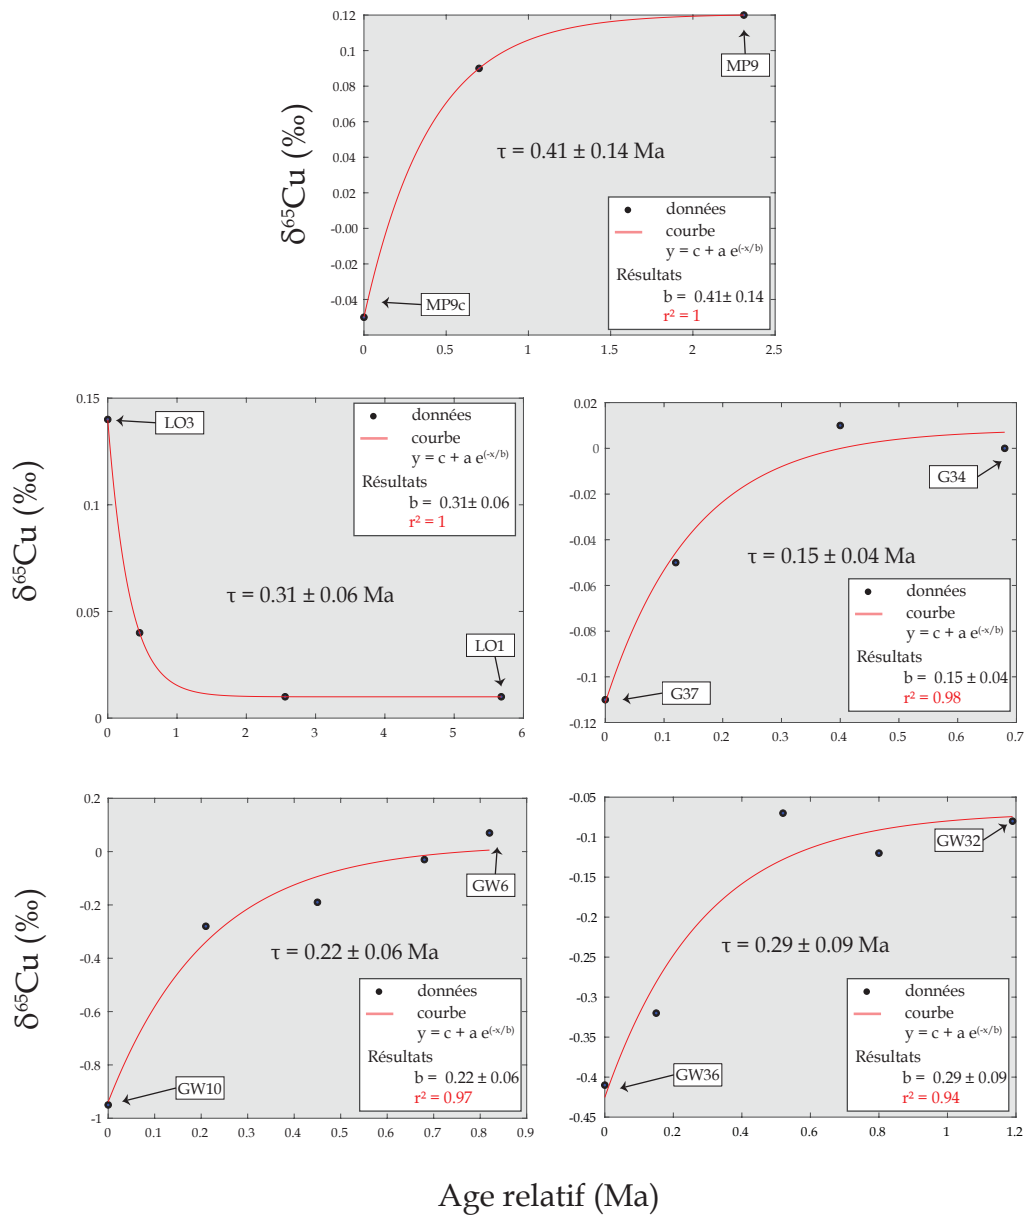 0.12
0.10
0.08
0.06
0.04
0.02
-0.00
-0.02
-0.04
0
0.5
1
1.5
2
2.5
δ⁶⁵Cu (‰)
MP9
τ = 0.41 ± 0.14 Ma
données
courbe
y = c + a e⁽⁻ˣ/ᵇ⁾
Résultats
b = 0.41± 0.14
r² = 1
MP9c
0.15
0.1
0.05
0
0
1
2
3
4
5
6
δ⁶⁵Cu (‰)
LO3
données
courbe
y = c + a e⁽⁻ˣ/ᵇ⁾
Résultats
b = 0.31± 0.06
r² = 1
τ = 0.31 ± 0.06 Ma
LO1
0.02
0
-0.02
-0.04
-0.06
-0.08
-0.1
-0.12
0
0.1
0.2
0.3
0.4
0.5
0.6
0.7
G34
τ = 0.15 ± 0.04 Ma
données
courbe
y = c + a e⁽⁻ˣ/ᵇ⁾
Résultats
b = 0.15 ± 0.04
r² = 0.98
G37
0.2
0
-0.2
-0.4
-0.6
-0.8
-1
0
0.1
0.2
0.3
0.4
0.5
0.6
0.7
0.8
0.9
δ⁶⁵Cu (‰)
GW6
τ = 0.22 ± 0.06 Ma
données
courbe
y = c + a e⁽⁻ˣ/ᵇ⁾
Résultats
b = 0.22 ± 0.06
r² = 0.97
GW10
-0.05
-0.1
-0.15
-0.2
-0.25
-0.3
-0.35
-0.4
-0.45
0
0.2
0.4
0.6
0.8
1
1.2
GW32
τ = 0.29 ± 0.09 Ma
données
courbe
y = c + a e⁽⁻ˣ/ᵇ⁾
Résultats
b = 0.29 ± 0.09
r² = 0.94
GW36
Age relatif (Ma)